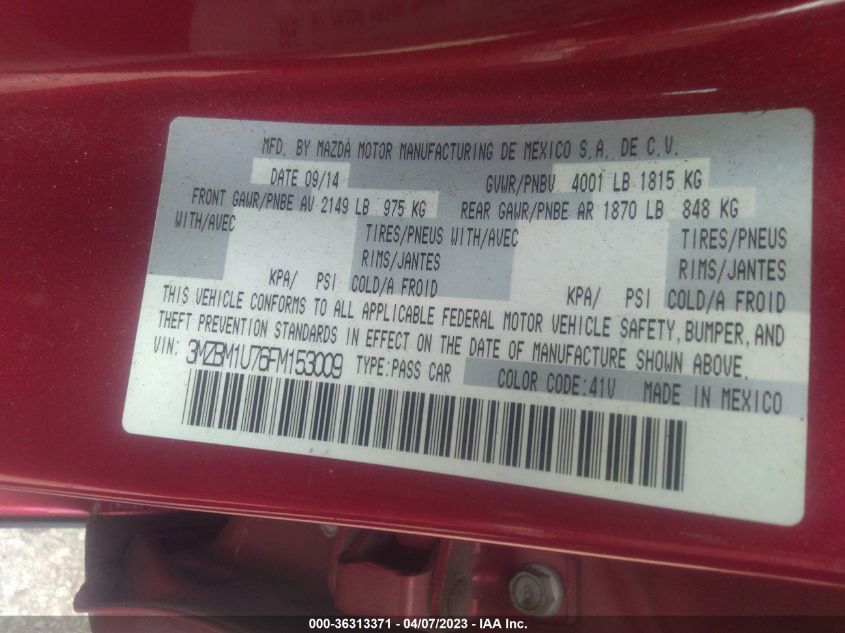 MFD. BY MAZDA MOTOR MANUFACTURING DE MEXICO S.A. DE C.V.
DATE 09/14 GVWR/PNBV 4001 LB 1815 KG
FRONT GAWR/PNBE AV 2149 LB 975 KG REAR GAWR/PNBE AR 1870 LB 848 KG
WITH/AVEC TIRES/PNEUS WITH/AVEC TIRES/PNEUS
RIMS/JANTES RIMS/JANTES
KPA/ PSI COLD/A FROID KPA/ PSI COLD/A FROID
THIS VEHICLE CONFORMS TO ALL APPLICABLE FEDERAL MOTOR VEHICLE SAFETY, BUMPER, AND
THEFT PREVENTION STANDARDS IN EFFECT ON THE DATE OF MANUFACTURE SHOWN ABOVE.
VIN: 3MZBM1U76FM153009 TYPE:PASS CAR COLOR CODE:41V MADE IN MEXICO
000-36313371 - 04/07/2023 - IAA Inc.